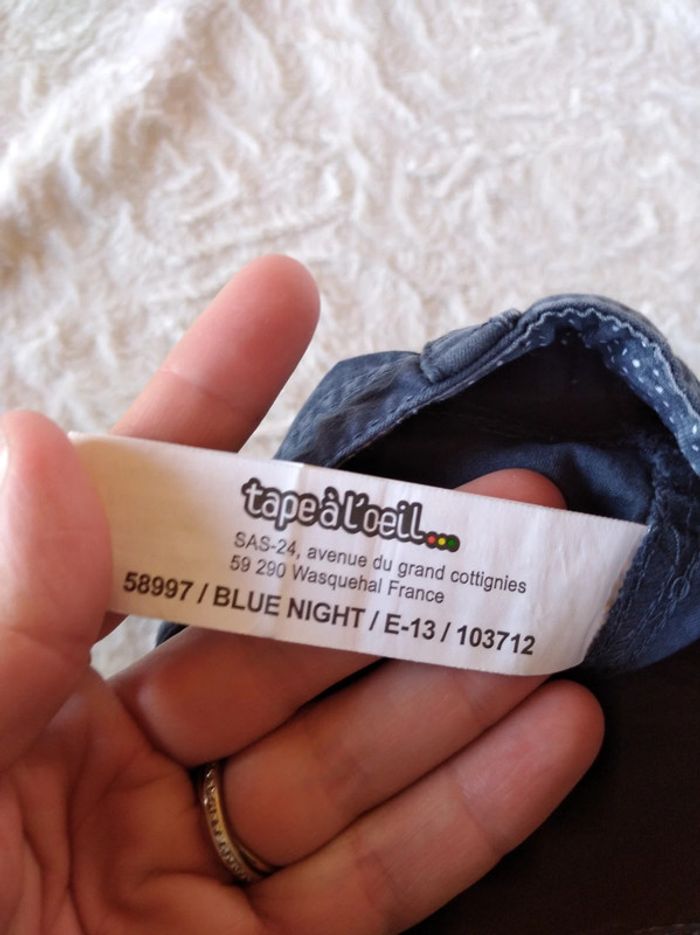 tape à l'oeil...
SAS-24, avenue du grand cottignies
59 290 Wasquehal France
58997 / BLUE NIGHT / E-13 / 103712